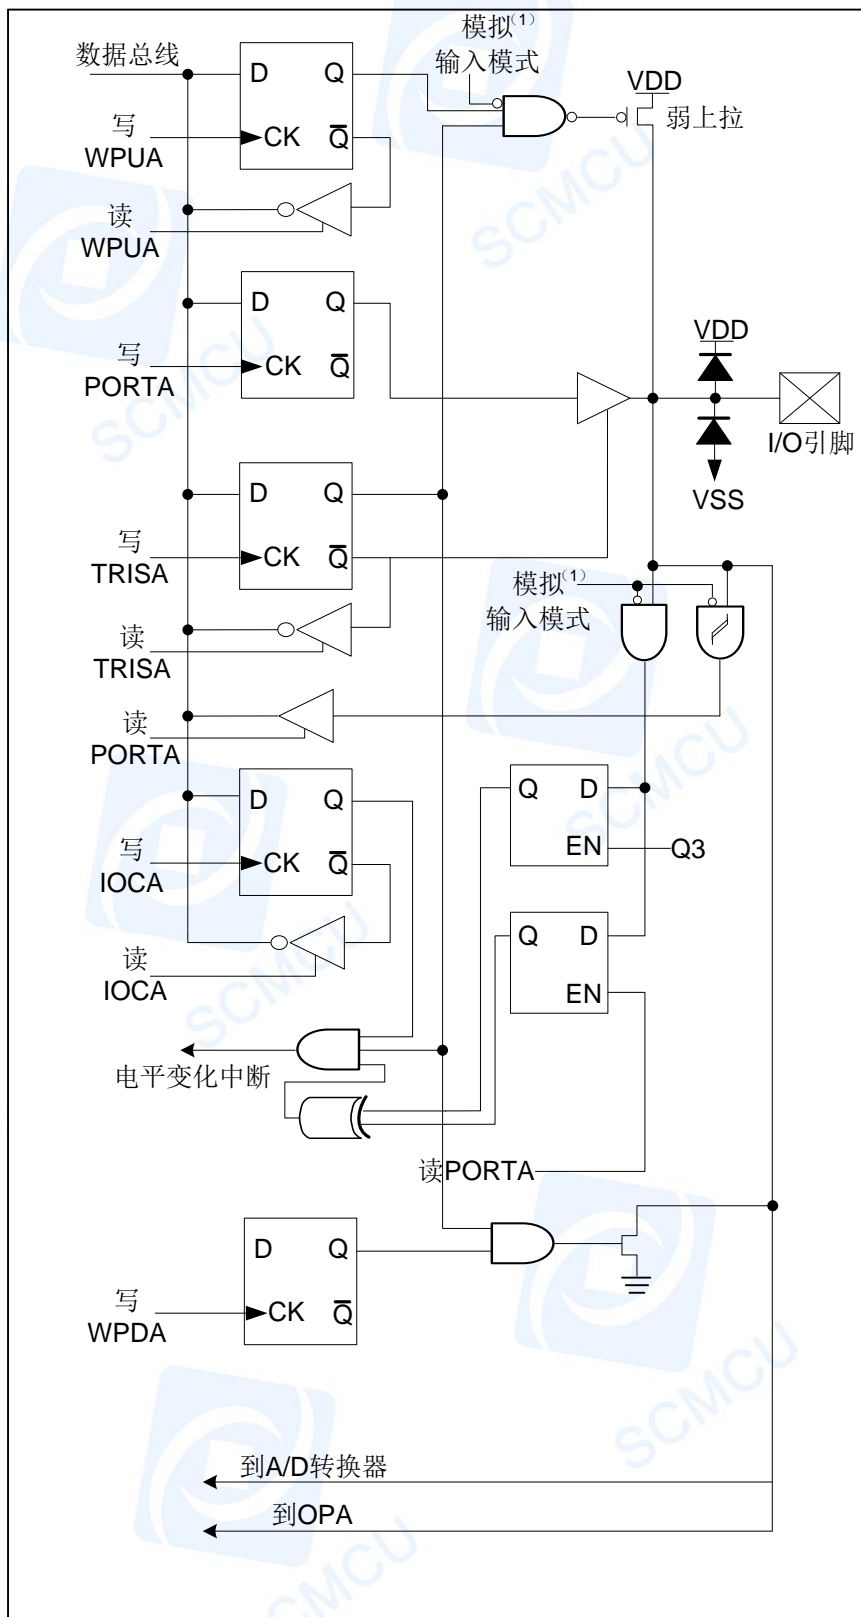 模拟(1)
输入模式
数据总线
D Q
VDD
弱上拉
写
WPUA
CK Q
读
WPUA
D Q
写
PORTA
CK Q
VDD
I/O引脚
VSS
D Q
写
TRISA
CK Q
模拟(1)
输入模式
读
TRISA
读
PORTA
D Q
Q D
写
IOCA
CK Q
EN
Q3
Q D
读
IOCA
EN
电平变化中断
读PORTA
D Q
写
WPDA
CK Q
到A/D转换器
到OPA
SCMCU
SCMCU
SCMCU
SCMCU
SCMCU
SCMCU